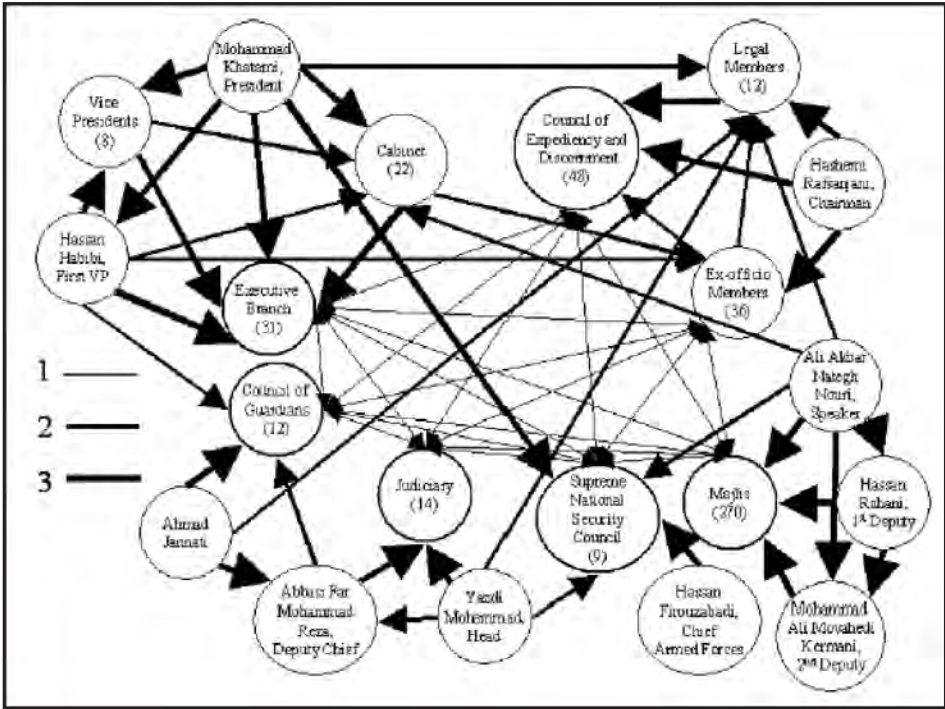 Mohammad
Khatami,
President
Legal
Members
(12)
Vice
Presidents
(8)
Council of
Expediency and
Discernment
(48)
Cabinet
(22)
Hashemi
Rafsanjani,
Chairman
Hassan
Habibi,
First VP
Executive
Branch
(31)
Ex-officio
Members
(36)
Ali Akbar
Nategh
Nouri,
Speaker
1
2
3
Council of
Guardians
(12)
Judiciary
(14)
Supreme
National
Security
Council
(9)
Majlis
(270)
Hassan
Rohani,
1st Deputy
Ahmad
Jannati
Abbasi Far
Mohammad
Reza,
Deputy Chief
Yazdi
Mohammad,
Head
Hassan
Firouzabadi,
Chief
Armed Forces
Mohammad
Ali Movahedi
Kermani,
2nd Deputy